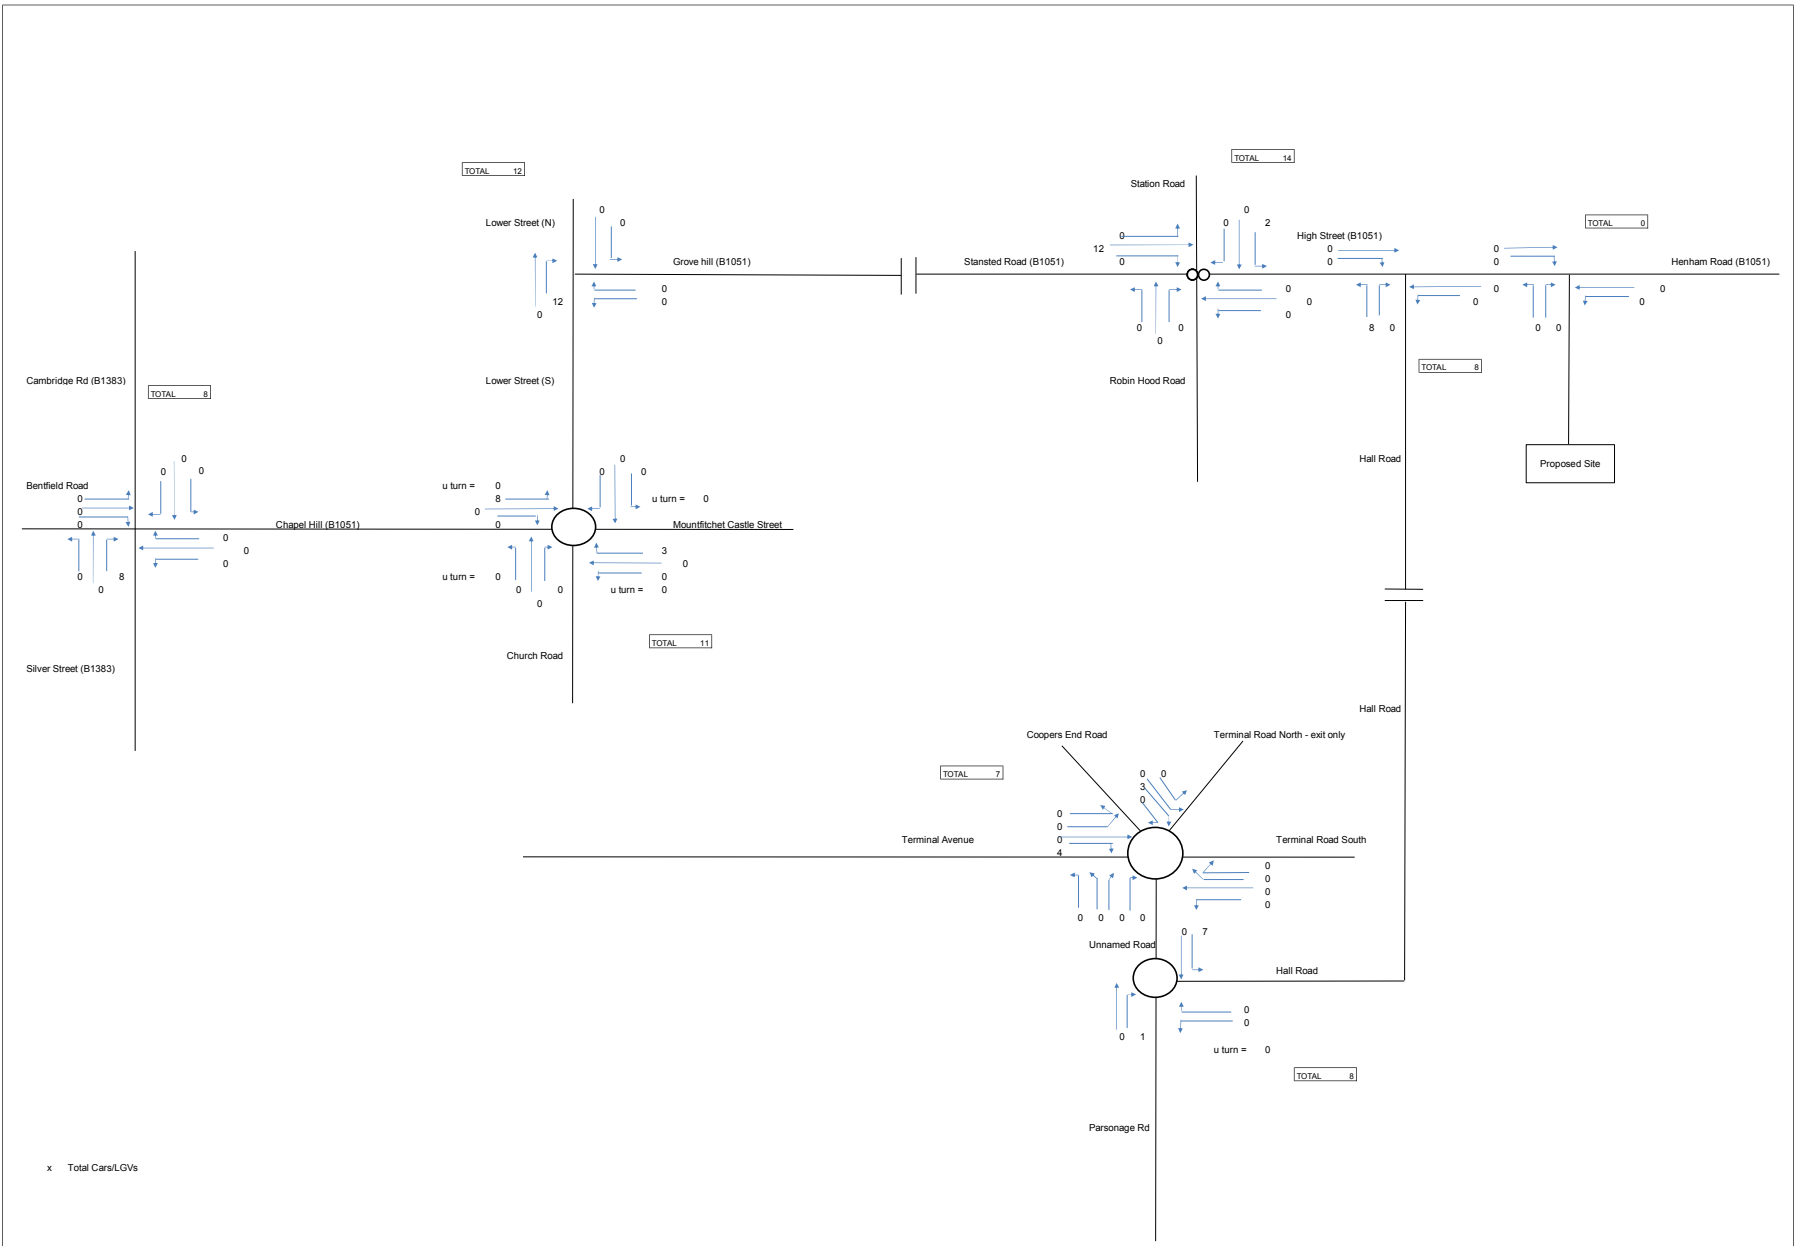 TOTAL 14
TOTAL 12
Station Road
0
0 0 2
Lower Street (N)
0
0
TOTAL 0
High Street (B1051)
0
12
0
0
0
0
0
Grove hill (B1051)
Stansted Road (B1051)
Henham Road (B1051)
12
0
0
0
0 0
0
0
0
0
8 0
0
0
0 0
0
0
Cambridge Rd (B1383)
TOTAL 8
Lower Street (S)
Robin Hood Road
TOTAL 8
Hall Road
Proposed Site
Bentfield Road
0
0
0
0
0 0
Chapel Hill (B1051)
0 8
0
0
0
0
u turn = 0
8
0
0
0
0 0
u turn = 0
Mountfitchet Castle Street
u turn = 0
0 0
0
3
0
0
u turn = 0
TOTAL 11
Church Road
Silver Street (B1383)
Hall Road
Coopers End Road
Terminal Road North - exit only
TOTAL 7
0 0
3
0
0
0
0
4
Terminal Avenue
Terminal Road South
0
0
0
0
0 0 0 0
Unnamed Road
0 7
Hall Road
0 1
0
0
u turn = 0
TOTAL 8
Parsonage Rd
x Total Cars/LGVs